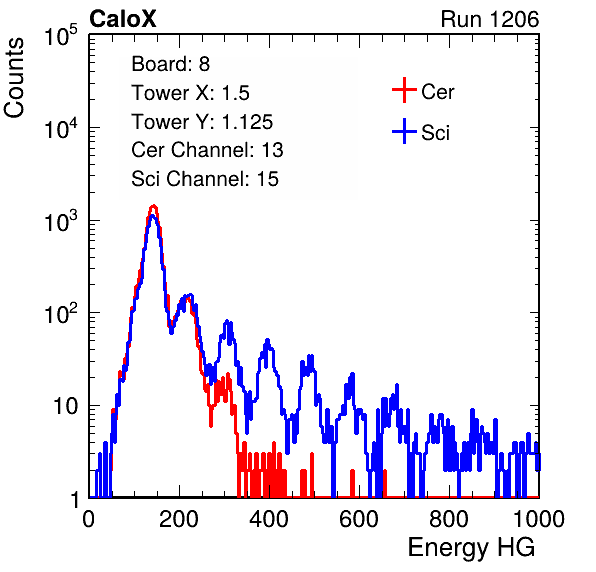 CaloX Run 1206
Counts
Board: 8
Tower X: 1.5
Tower Y: 1.125
Cer Channel: 13
Sci Channel: 15
Cer
Sci
10^5
10^4
10^3
10^2
10
1
0 200 400 600 800 1000
Energy HG